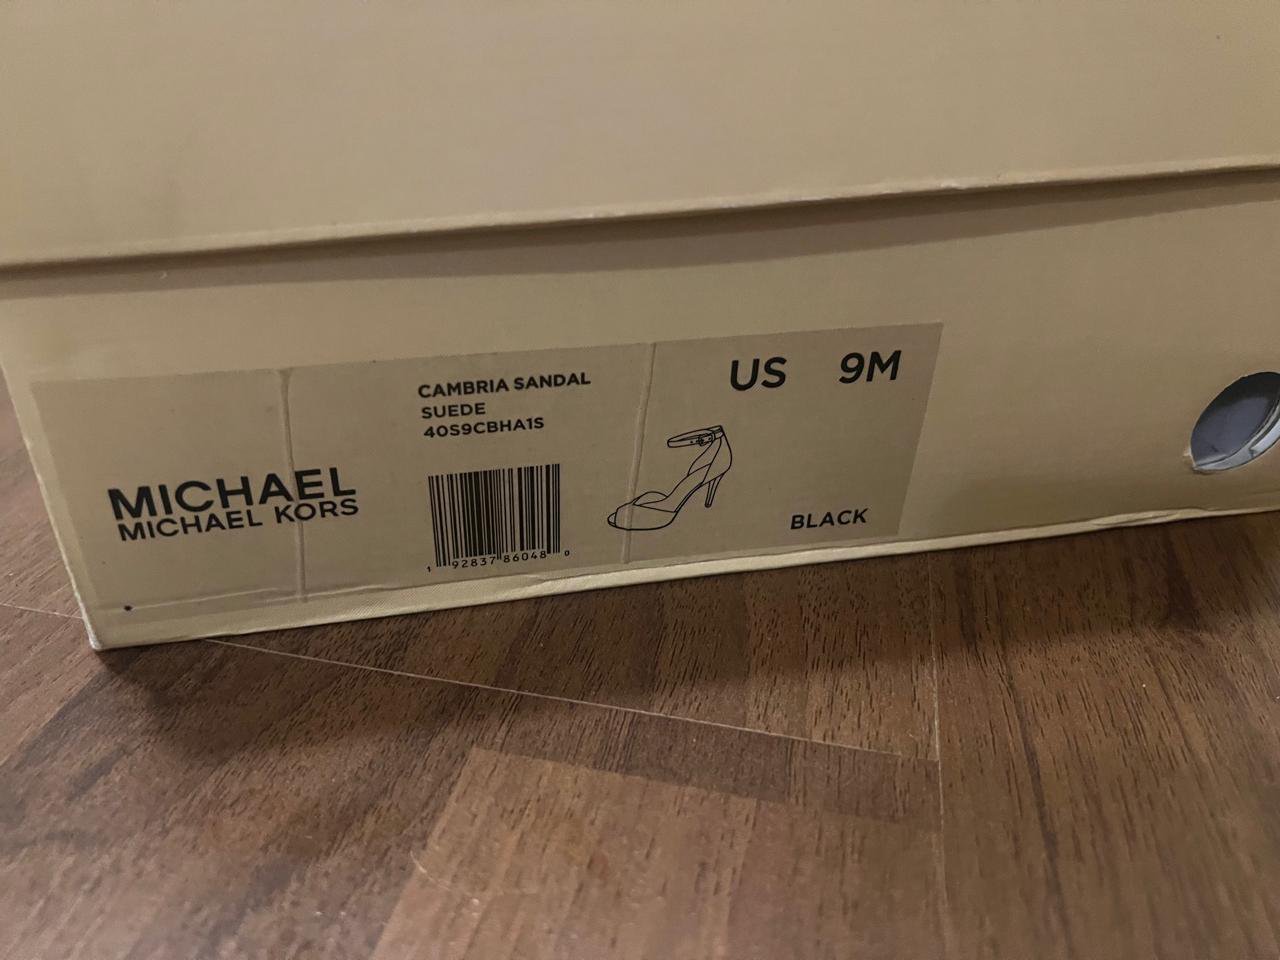 MICHAEL
MICHAEL KORS
CAMBRIA SANDAL
SUEDE
40S9CBHA1S
1 92837 86048 0
US 9M
BLACK